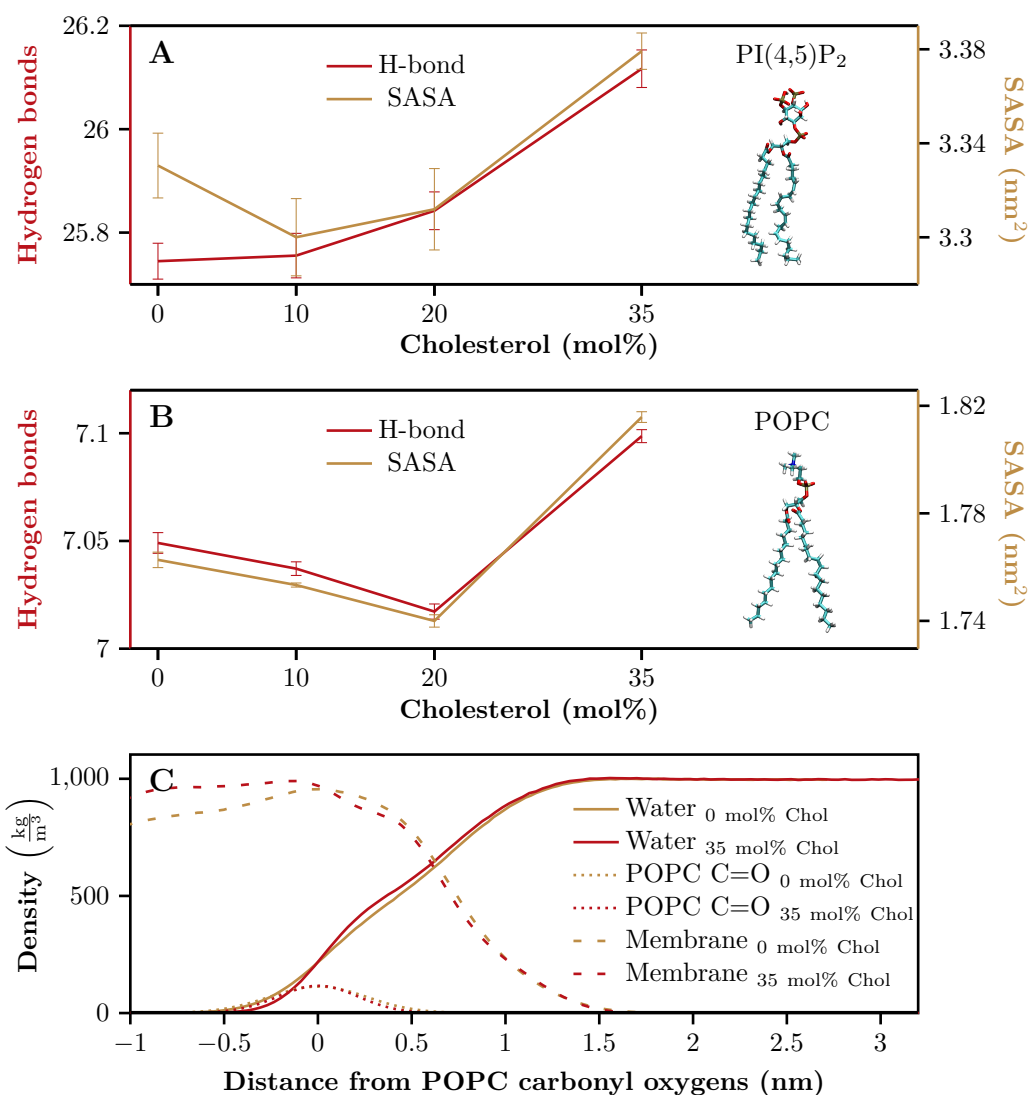 A
H-bond
SASA
PI(4,5)P₂
Hydrogen bonds
26.2
26
25.8
3.38
3.34
3.3
SASA (nm²)
0 10 20 35
Cholesterol (mol%)
B
H-bond
SASA
POPC
Hydrogen bonds
7.1
7.05
7
1.82
1.78
1.74
SASA (nm²)
0 10 20 35
Cholesterol (mol%)
C
Density (kg/m³)
1,000
500
0
Water 0 mol% Chol
Water 35 mol% Chol
POPC C=O 0 mol% Chol
POPC C=O 35 mol% Chol
Membrane 0 mol% Chol
Membrane 35 mol% Chol
−1 −0.5 0 0.5 1 1.5 2 2.5 3
Distance from POPC carbonyl oxygens (nm)